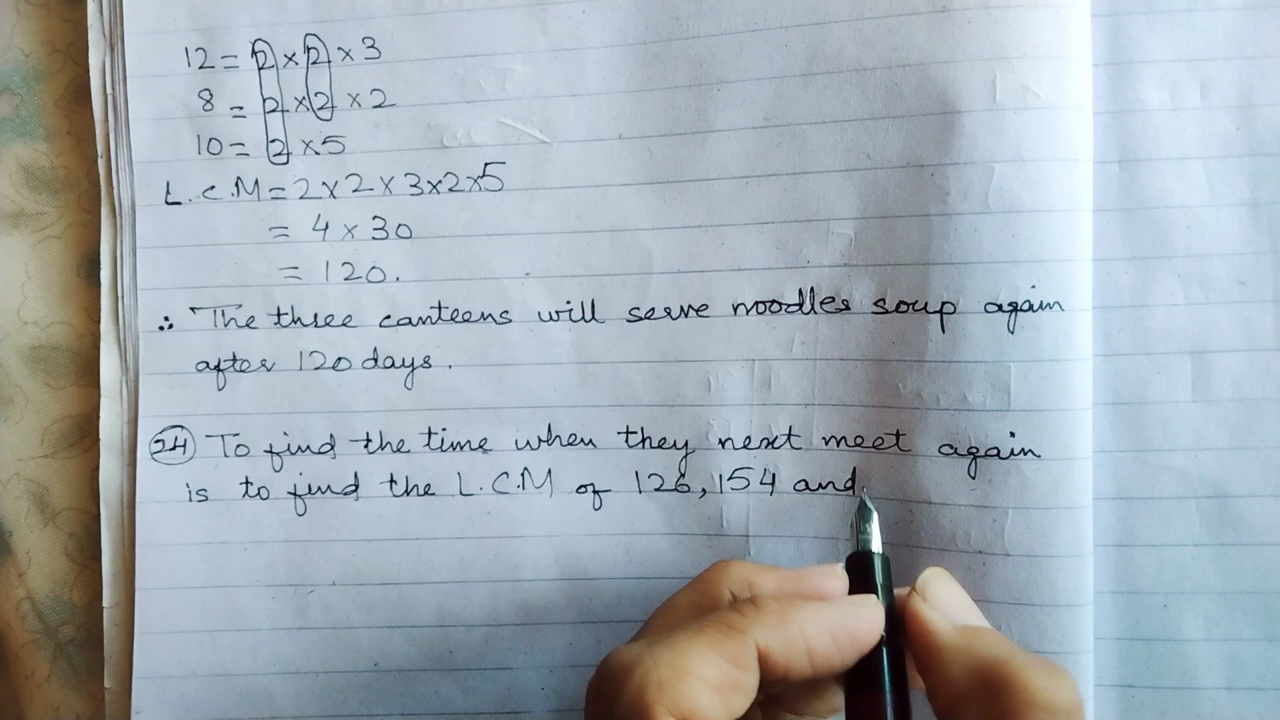 12 = 2 × 2 × 3
8 = 2 × 2 × 2
10 = 2 × 5
L.C.M = 2 × 2 × 3 × 2 × 5
= 4 × 30
= 120.
∴ The three canteens will serve noodles soup again
after 120 days.
24 To find the time when they next meet again
is to find the L.C.M of 126, 154 and